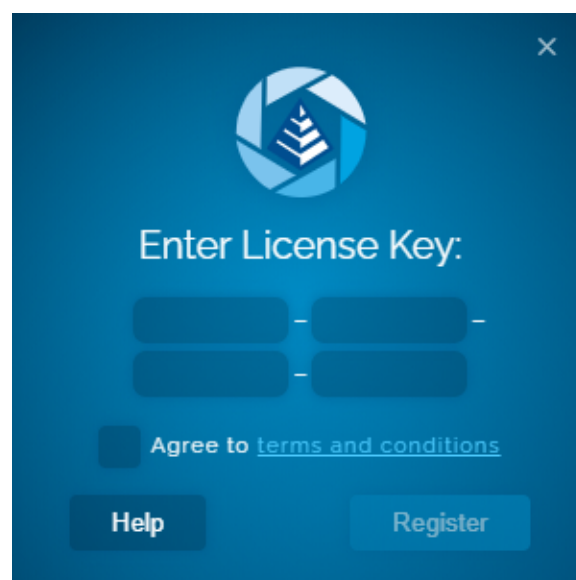 Enter License Key:
– –
–
Agree to terms and conditions
Help Register